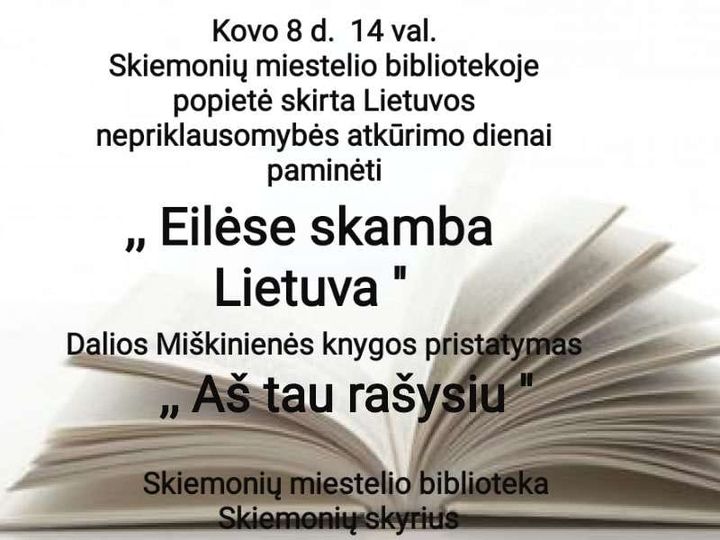 Kovo 8 d.  14 val.
Skiemonių miestelio bibliotekoje
popietė skirta Lietuvos
nepriklausomybės atkūrimo dienai
paminėti
,, Eilėse skamba
Lietuva "
Dalios Miškinienės knygos pristatymas
,, Aš tau rašysiu "
Skiemonių miestelio biblioteka
Skiemonių skyrius